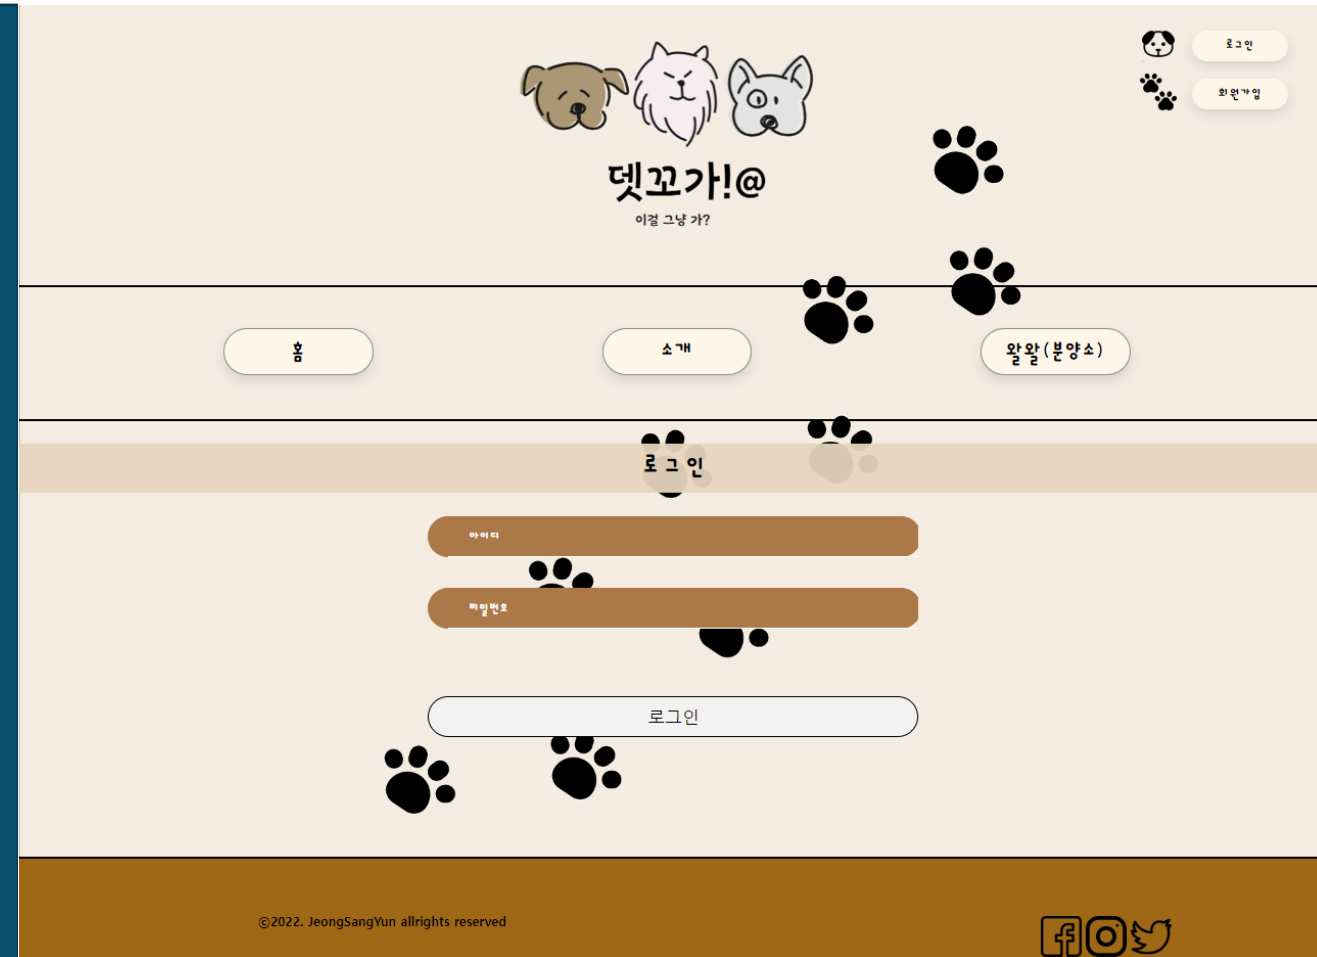 로그인
회원가입
뎃꼬가!@
이걸 그냥 가?
홈
소개
왈왈(분양소)
로그인
아이디
비밀번호
로그인
©2022. JeongSangYun allrights reserved